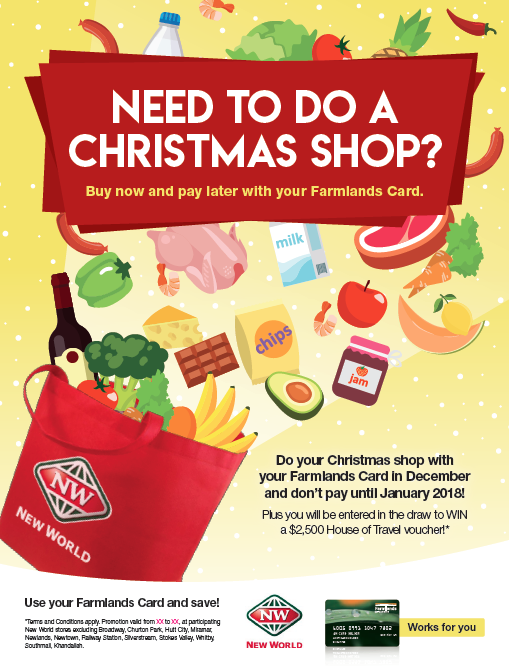 NEED TO DO A
CHRISTMAS SHOP?
Buy now and pay later with your Farmlands Card.
milk
chips
jam
NW
NEW WORLD
Do your Christmas shop with
your Farmlands Card in December
and don't pay until January 2018!
Plus you will be entered in the draw to WIN
a $2,500 House of Travel voucher!*
Use your Farmlands Card and save!
*Terms and Conditions apply. Promotion valid from XX to XX, at participating
New World stores excluding Broadway, Churton Park, Hutt City, Miramar,
Newlands, Newtown, Railway Station, Silverstream, Stokes Valley, Whitby,
Southmall, Khandallah.
NW
NEW WORLD
Farmlands
Works for you